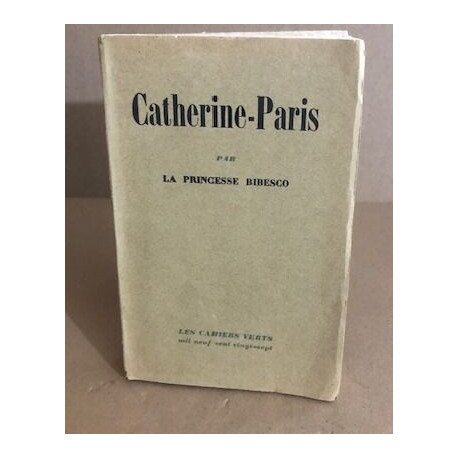 Catherine-Paris
PAR
LA PRINCESSE BIBESCO
LES CAHIERS VERTS
mil neuf cent vingt-sept